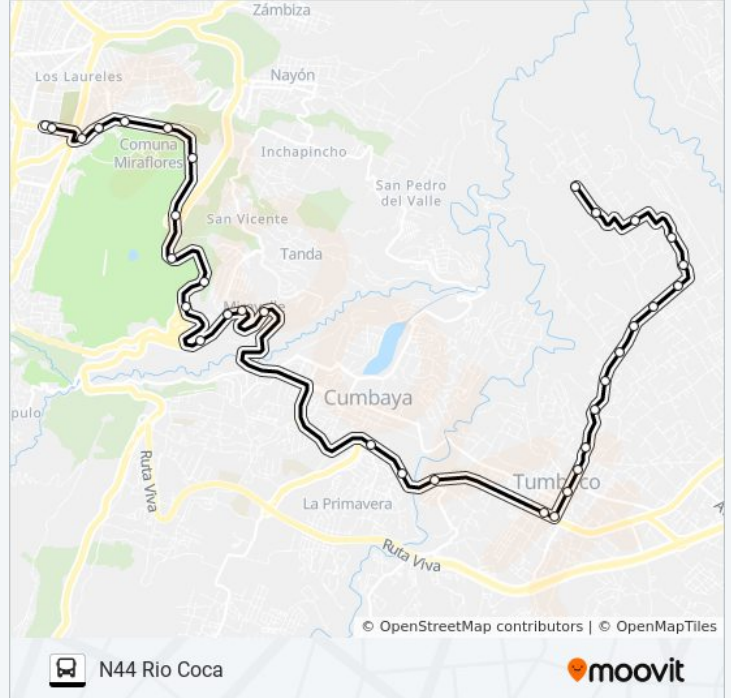 Zámbiza
Los Laureles
Nayón
Comuna
Miraflores
Inchapincho
San Pedro
del Valle
San Vicente
Tanda
Cumbaya
pulo
Tumbaco
Ruta Viva
La Primavera
Ruta Viva
© OpenStreetMap contributors | © OpenMapTiles
N44 Rio Coca
moovit